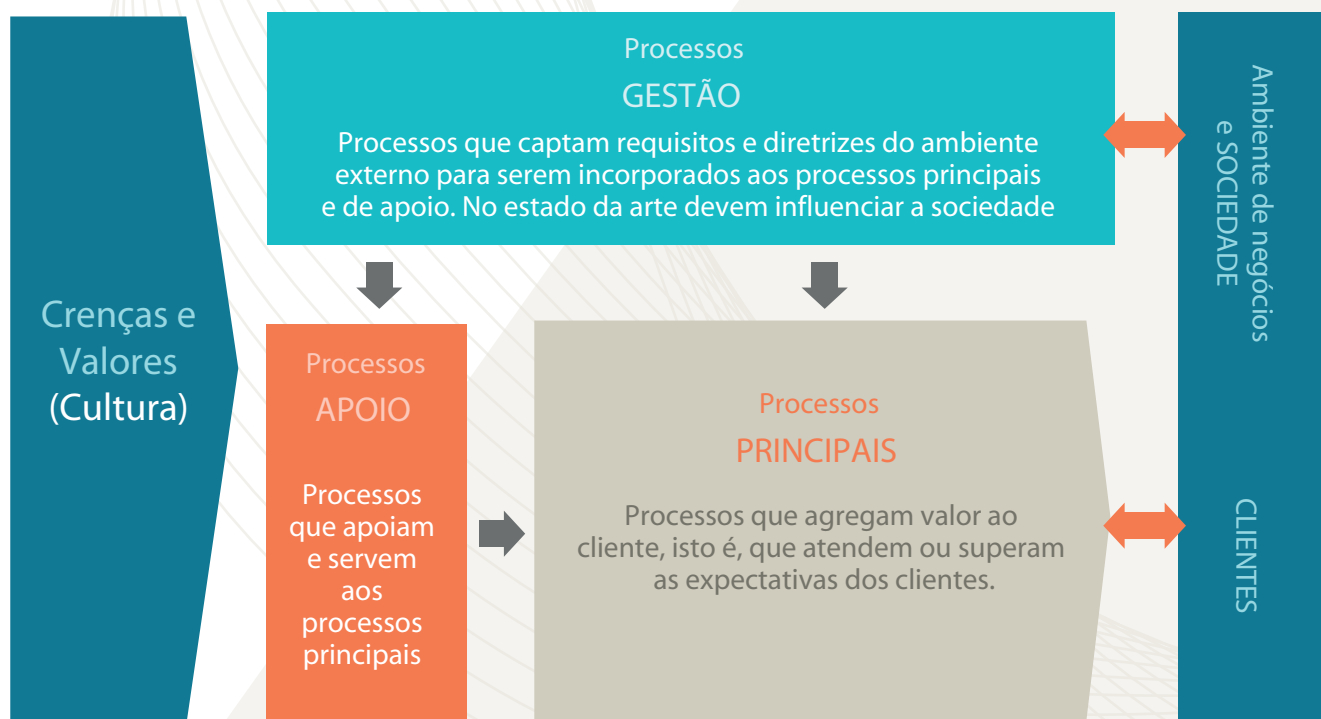 Crenças e
Valores
(Cultura)
Processos
GESTÃO
Processos que captam requisitos e diretrizes do ambiente
externo para serem incorporados aos processos principais
e de apoio. No estado da arte devem influenciar a sociedade
Processos
APOIO
Processos
que apoiam
e servem
aos
processos
principais
Processos
PRINCIPAIS
Processos que agregam valor ao
cliente, isto é, que atendem ou superam
as expectativas dos clientes.
Ambiente de negócios
e SOCIEDADE
CLIENTES